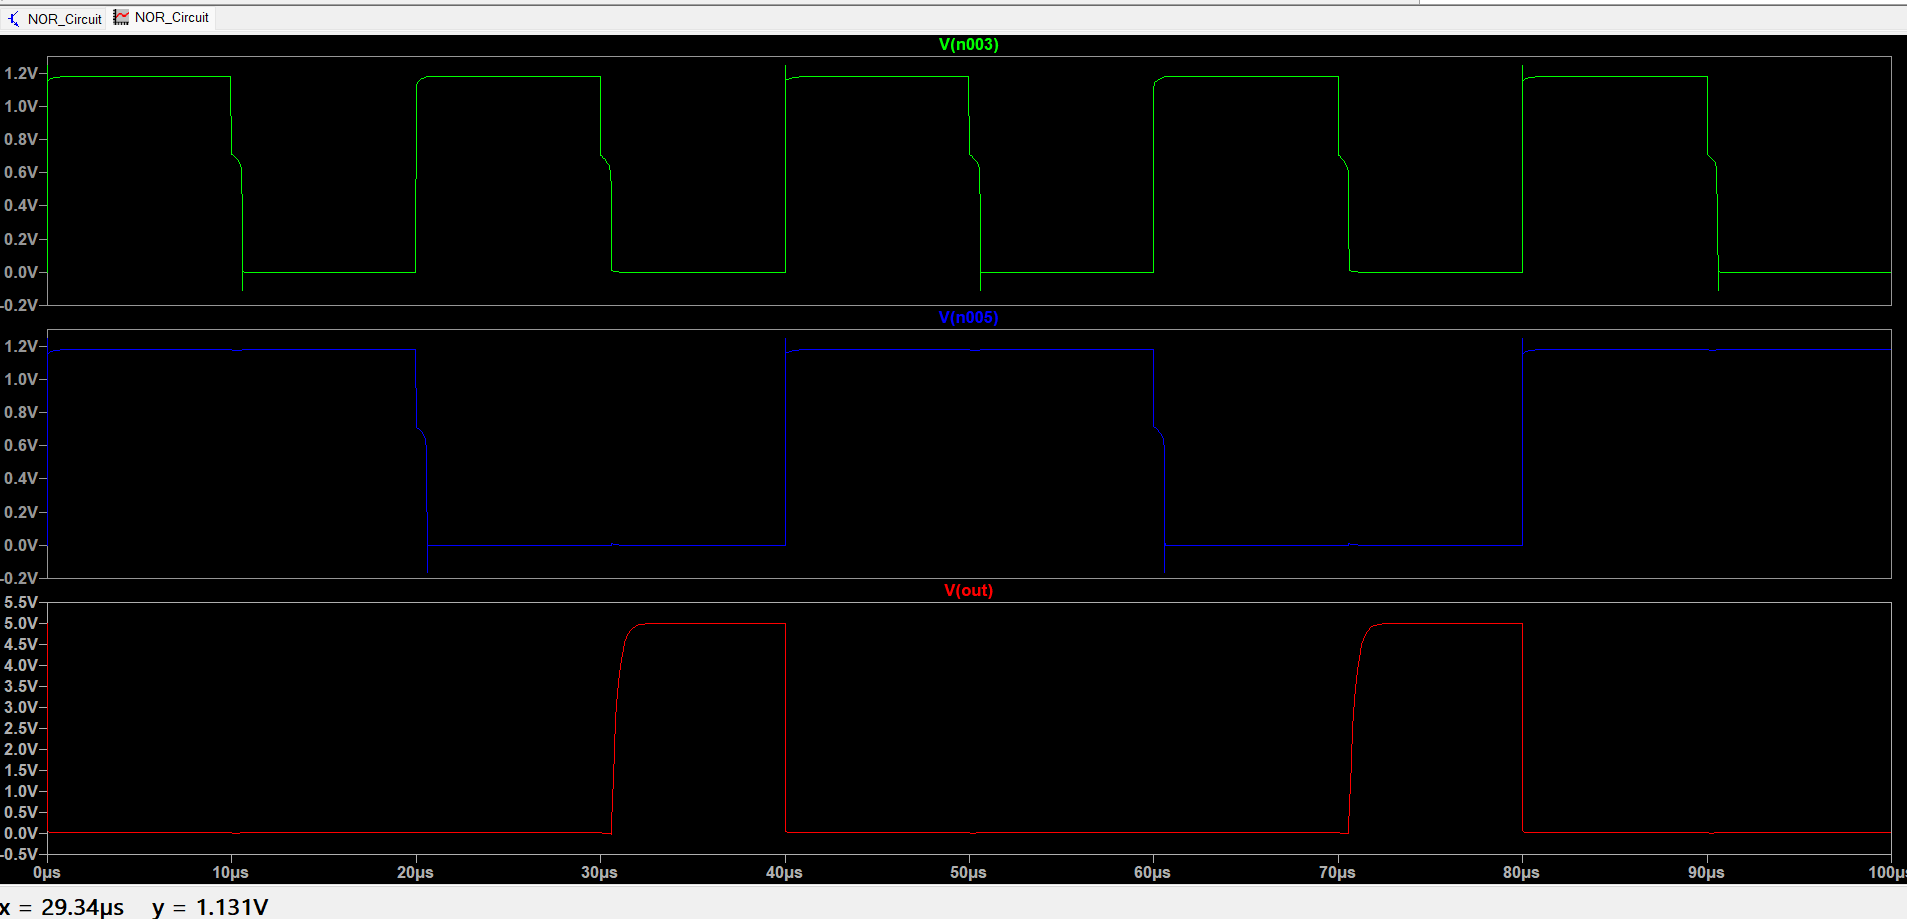 NOR_Circuit NOR_Circuit
V(n003)
1.2V
1.0V
0.8V
0.6V
0.4V
0.2V
0.0V
-0.2V
V(n005)
1.2V
1.0V
0.8V
0.6V
0.4V
0.2V
0.0V
-0.2V
V(out)
5.5V
5.0V
4.5V
4.0V
3.5V
3.0V
2.5V
2.0V
1.5V
1.0V
0.5V
0.0V
-0.5V
0µs 10µs 20µs 30µs 40µs 50µs 60µs 70µs 80µs 90µs 100µs
x = 29.34µs y = 1.131V